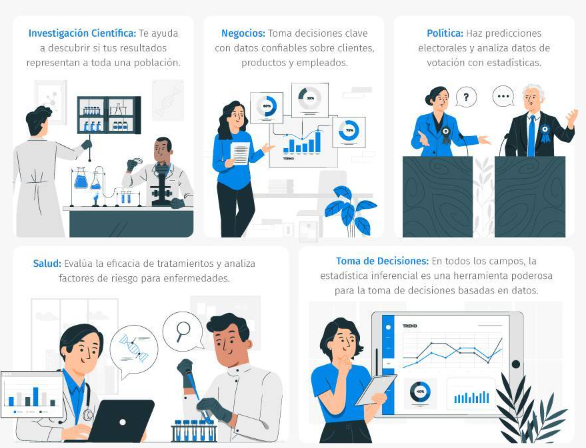 Investigación Científica: Te ayuda
a descubrir si tus resultados
representan a toda una población.
Negocios: Toma decisiones clave
con datos confiables sobre clientes,
productos y empleados.
Política: Haz predicciones
electorales y analiza datos de
votación con estadísticas.
TREND
?
...
Salud: Evalúa la eficacia de tratamientos y analiza
factores de riesgo para enfermedades.
Toma de Decisiones: En todos los campos, la
estadística inferencial es una herramienta poderosa
para la toma de decisiones basadas en datos.
TREND